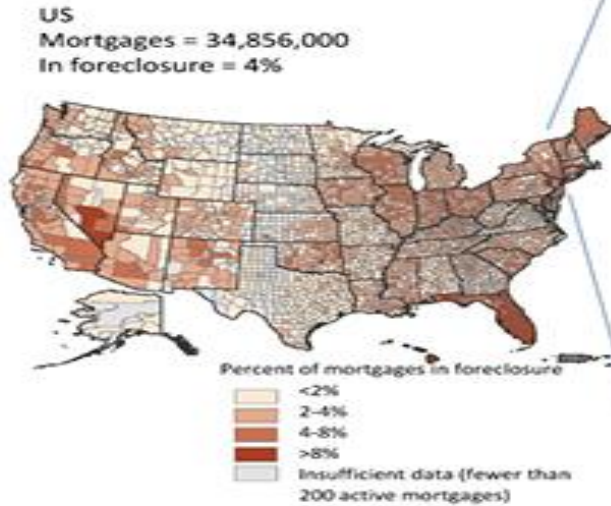 US
Mortgages = 34,856,000
In foreclosure = 4%
Percent of mortgages in foreclosure
<2%
2-4%
4-8%
>8%
Insufficient data (fewer than
200 active mortgages)